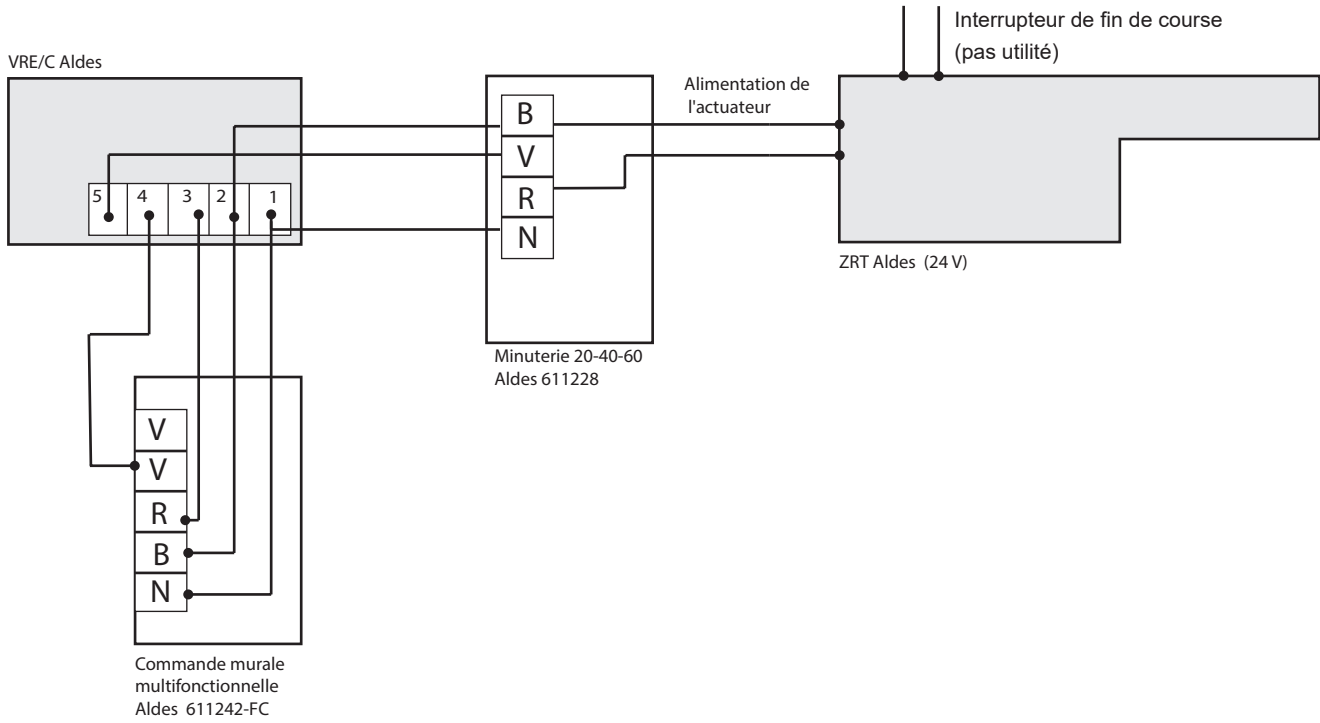 Interrupteur de fin de course
(pas utilité)
VRE/C Aldes
Alimentation de
l'actuateur
B
V
R
N
5 4 3 2 1
ZRT Aldes (24 V)
Minuterie 20-40-60
Aldes 611228
V
V
R
B
N
Commande murale
multifonctionnelle
Aldes 611242-FC